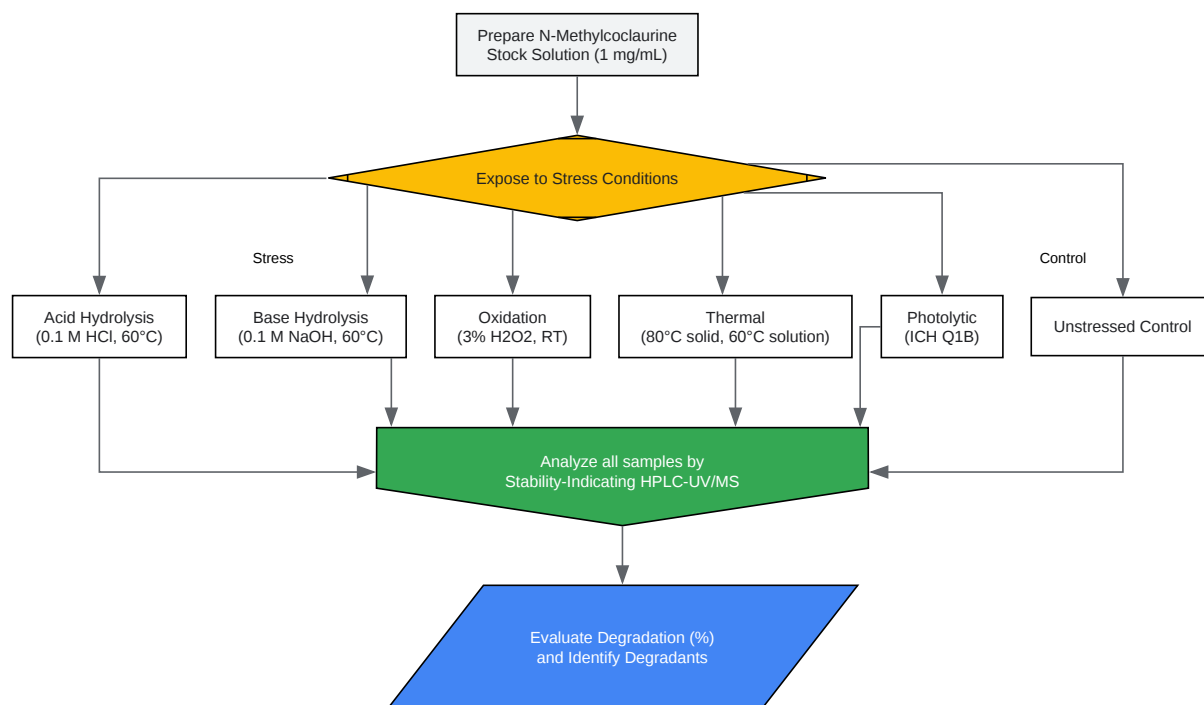 Prepare N-Methylcoclaurine
Stock Solution (1 mg/mL)
Expose to Stress Conditions
Stress
Control
Acid Hydrolysis
(0.1 M HCl, 60°C)
Base Hydrolysis
(0.1 M NaOH, 60°C)
Oxidation
(3% H2O2, RT)
Thermal
(80°C solid, 60°C solution)
Photolytic
(ICH Q1B)
Unstressed Control
Analyze all samples by
Stability-Indicating HPLC-UV/MS
Evaluate Degradation (%)
and Identify Degradants